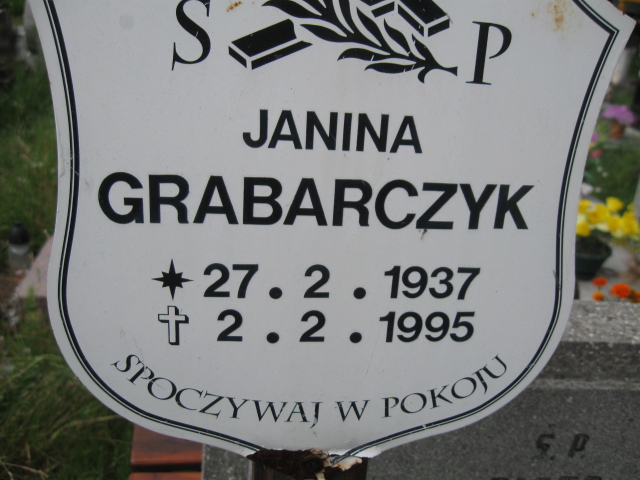 S P
JANINA
GRABARCZYK
27.2.1937
2.2.1995
SPOCZYWAJ W POKOJU
Ś.P